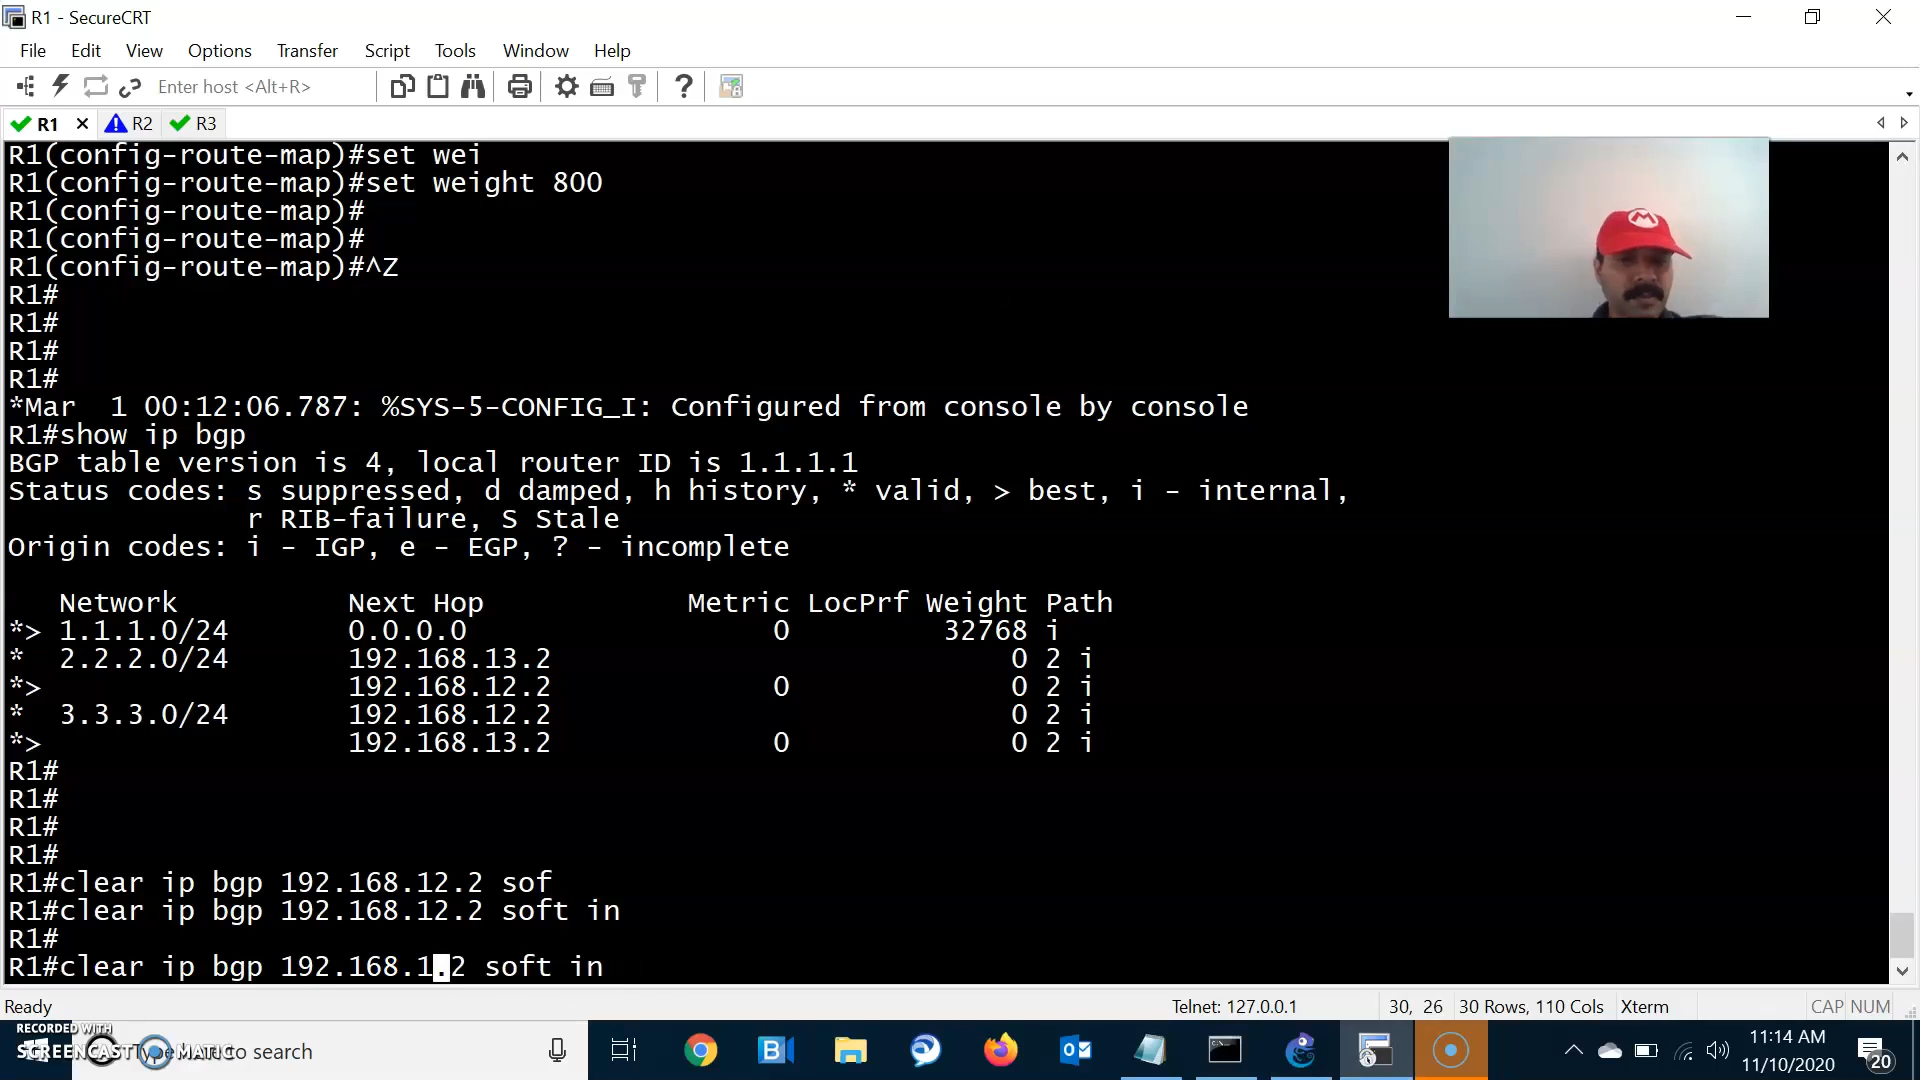 R1 - SecureCRT
File Edit View Options Transfer Script Tools Window Help
Enter host <Alt+R>
R1 R2 R3
R1(config-route-map)#set wei
R1(config-route-map)#set weight 800
R1(config-route-map)#
R1(config-route-map)#
R1(config-route-map)#^Z
R1#
R1#
R1#
R1#
*Mar  1 00:12:06.787: %SYS-5-CONFIG_I: Configured from console by console
R1#show ip bgp
BGP table version is 4, local router ID is 1.1.1.1
Status codes: s suppressed, d damped, h history, * valid, > best, i - internal,
r RIB-failure, S Stale
Origin codes: i - IGP, e - EGP, ? - incomplete
Network Next Hop Metric LocPrf Weight Path
*> 1.1.1.0/24 0.0.0.0 0 32768 i
* 2.2.2.0/24 192.168.13.2 0 2 i
*> 192.168.12.2 0 0 2 i
* 3.3.3.0/24 192.168.12.2 0 2 i
*> 192.168.13.2 0 0 2 i
R1#
R1#
R1#
R1#
R1#clear ip bgp 192.168.12.2 sof
R1#clear ip bgp 192.168.12.2 soft in
R1#
R1#clear ip bgp 192.168.1.2 soft in
Ready Telnet: 127.0.0.1 30, 26 30 Rows, 110 Cols Xterm CAP NUM
RECORDED WITH
SCREENCAST MATIC
Type here to search
11:14 AM
11/10/2020
20